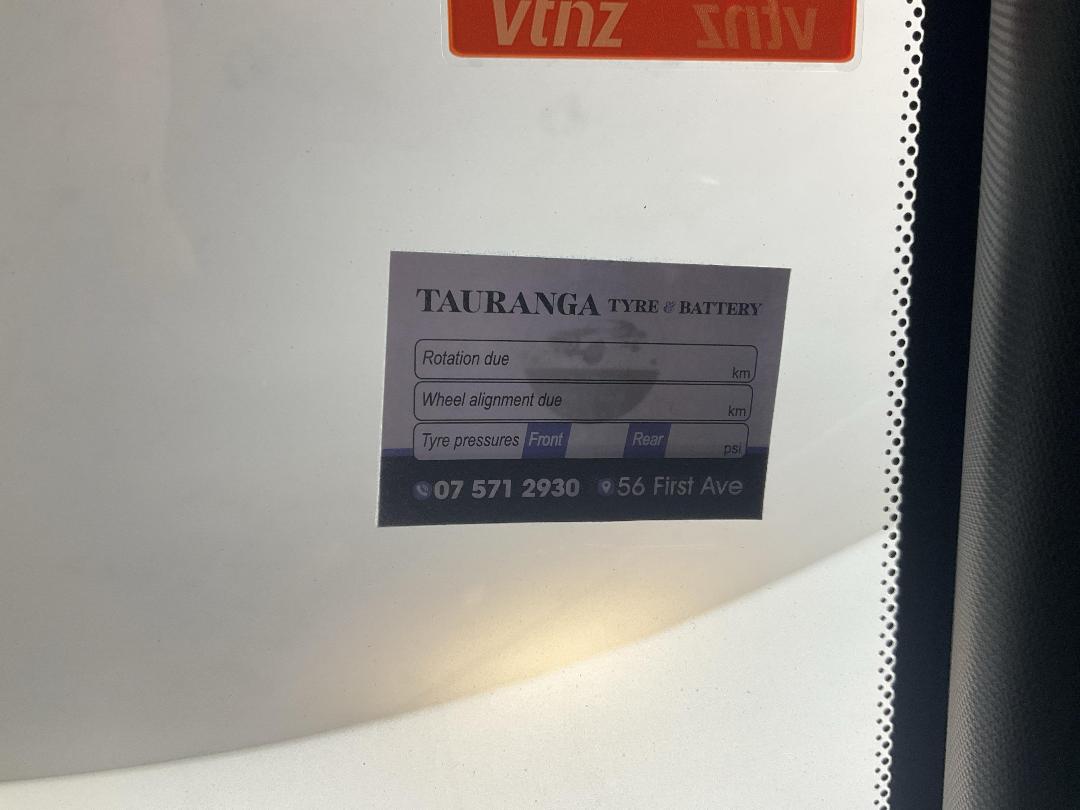 vtnz vtnz
TAURANGA TYRE & BATTERY
Rotation due km
Wheel alignment due km
Tyre pressures Front Rear psi
07 571 2930 56 First Ave